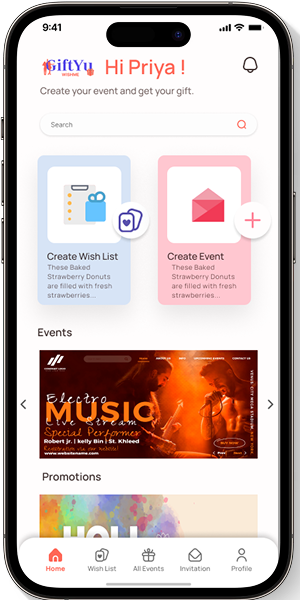 9:41
GiftYu
Hi Priya !
Create your event and get your gift.
Search
Create Wish List
These Baked
Strawberry Donuts
are filled with fresh
strawberries...
Create Event
These Baked
Strawberry Donuts
are filled with fresh
strawberries...
Events
Electro
MUSIC
Live Stream
Special Performer
Robert jr. | kelly Bin | St. Khleed
www.websitename.com
BUY NOW
Promotions
HOLI
Home
Wish List
All Events
Invitation
Profile